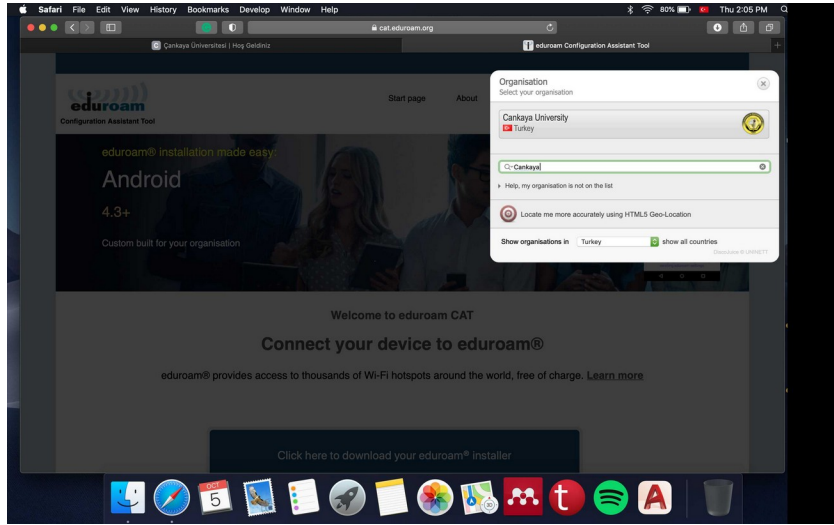 Safari File Edit View History Bookmarks Develop Window Help
80%
Thu 2:05 PM
cat.eduroam.org
Çankaya Üniversitesi | Hoş Geldiniz
eduroam Configuration Assistant Tool
eduroam
Configuration Assistant Tool
Start page
About
eduroam® installation made easy:
Android
4.3+
Custom built for your organisation
Organisation
Select your organisation
Cankaya University
Turkey
Cankaya
Help, my organisation is not on the list
Locate me more accurately using HTML5 Geo-Location
Show organisations in
Turkey
show all countries
DiscoJuice © UNINETT
Welcome to eduroam CAT
Connect your device to eduroam®
eduroam® provides access to thousands of Wi-Fi hotspots around the world, free of charge. Learn more
Click here to download your eduroam® installer
OCT
5